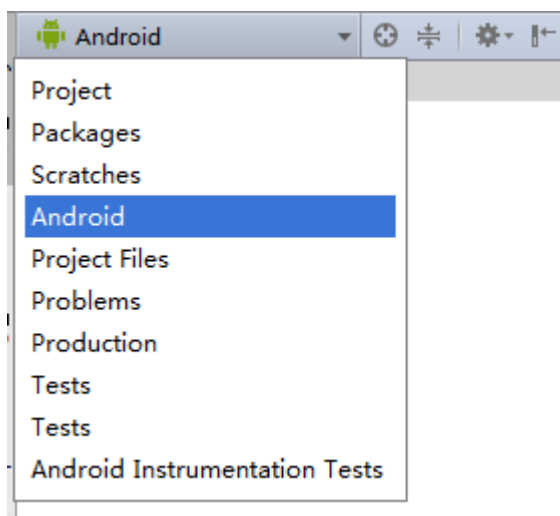 Android
Project
Packages
Scratches
Android
Project Files
Problems
Production
Tests
Tests
Android Instrumentation Tests